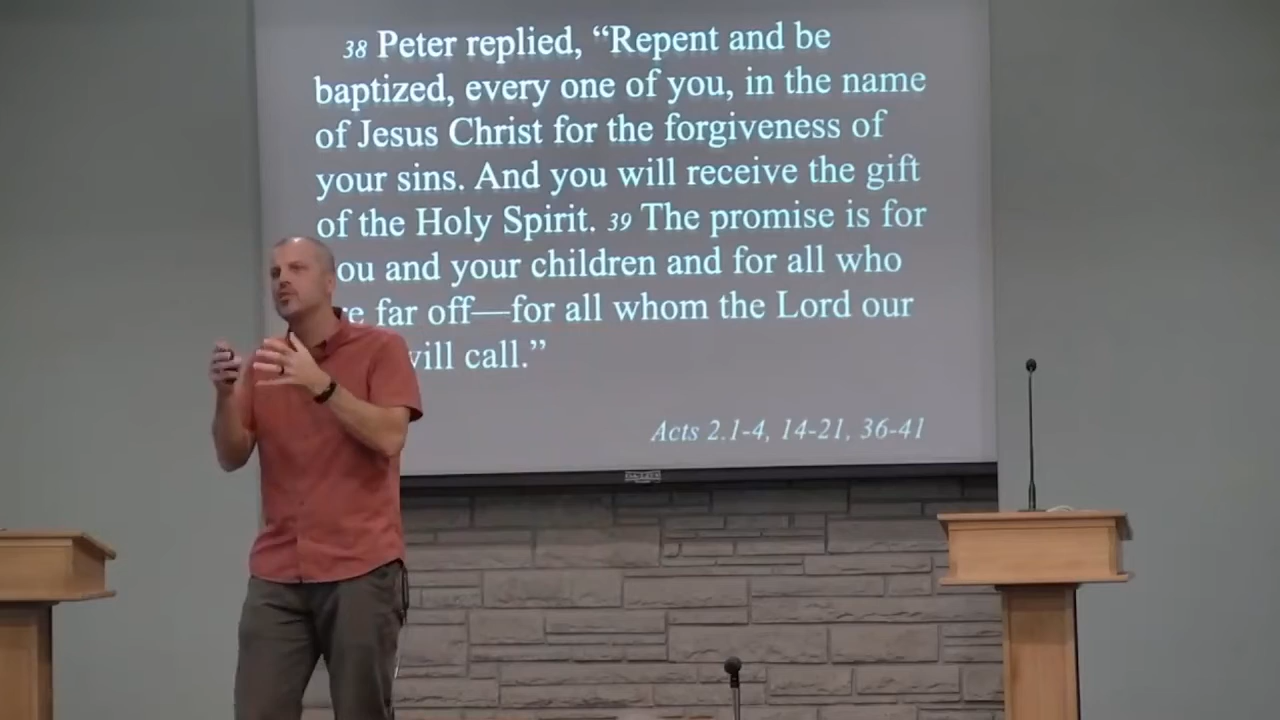 38 Peter replied, “Repent and be
baptized, every one of you, in the name
of Jesus Christ for the forgiveness of
your sins. And you will receive the gift
of the Holy Spirit. 39 The promise is for
ou and your children and for all who
e far off—for all whom the Lord our
will call.”
Acts 2.1-4, 14-21, 36-41